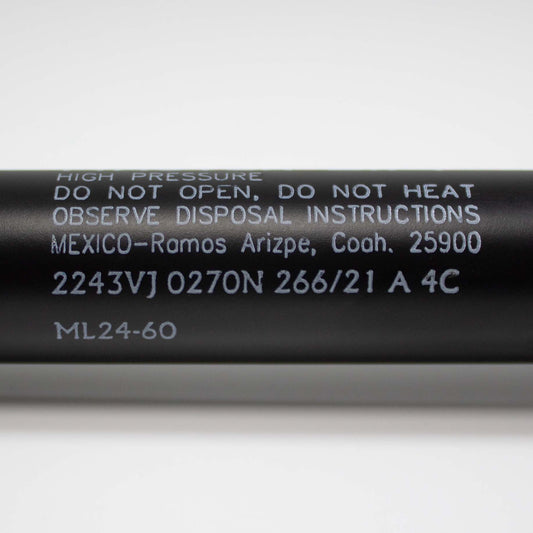 HIGH PRESSURE
DO NOT OPEN, DO NOT HEAT
OBSERVE DISPOSAL INSTRUCTIONS
MEXICO-Ramos Arizpe, Coah. 25900
2243VJ 0270N 266/21 A 4C
ML24-60